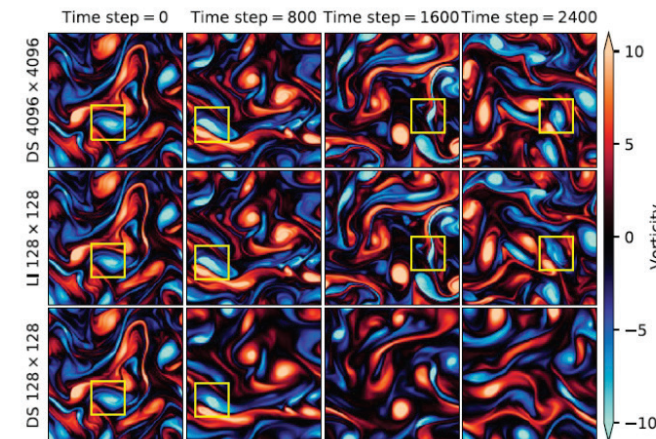 Time step = 0
Time step = 800
Time step = 1600
Time step = 2400
DS 4096 × 4096
LI 128 × 128
DS 128 × 128
10
5
0
−5
−10
Vorticity